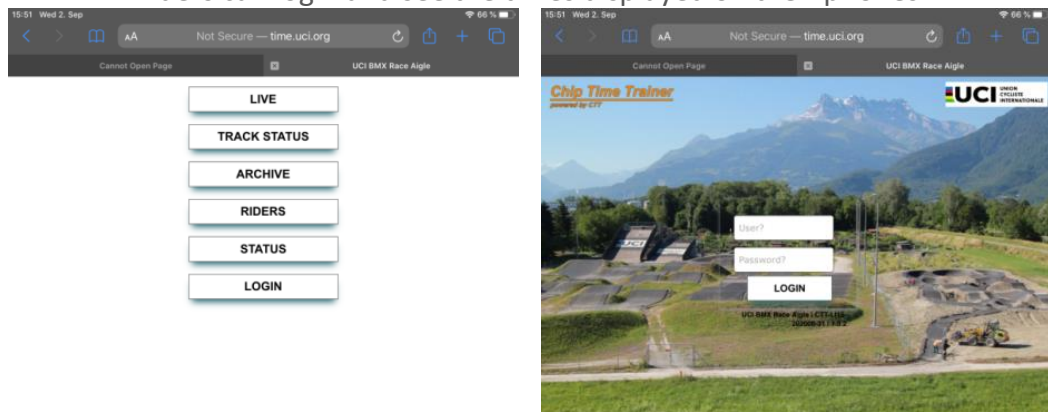 15:51 Wed 2. Sep
66 %
AA
Not Secure — time.uci.org
Cannot Open Page
UCI BMX Race Aigle
LIVE
TRACK STATUS
ARCHIVE
RIDERS
STATUS
LOGIN
15:51 Wed 2. Sep
66 %
AA
Not Secure — time.uci.org
Cannot Open Page
UCI BMX Race Aigle
Chip Time Trainer
powered by CTT
UCI UNION CYCLISTE INTERNATIONALE
UCI
User?
Password?
LOGIN
UCI BMX Race Aigle | CTT-L